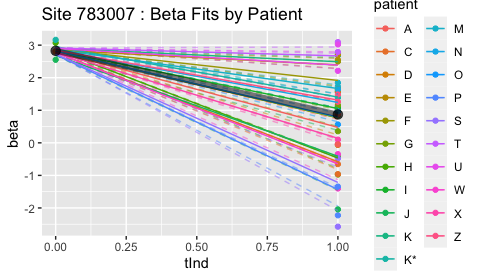 Site 783007 : Beta Fits by Patient
beta
3
2
1
0
-1
-2
0.00 0.25 0.50 0.75 1.00
tInd
patient
A M
C N
D O
E P
F S
G T
H U
I W
J X
K Z
K*